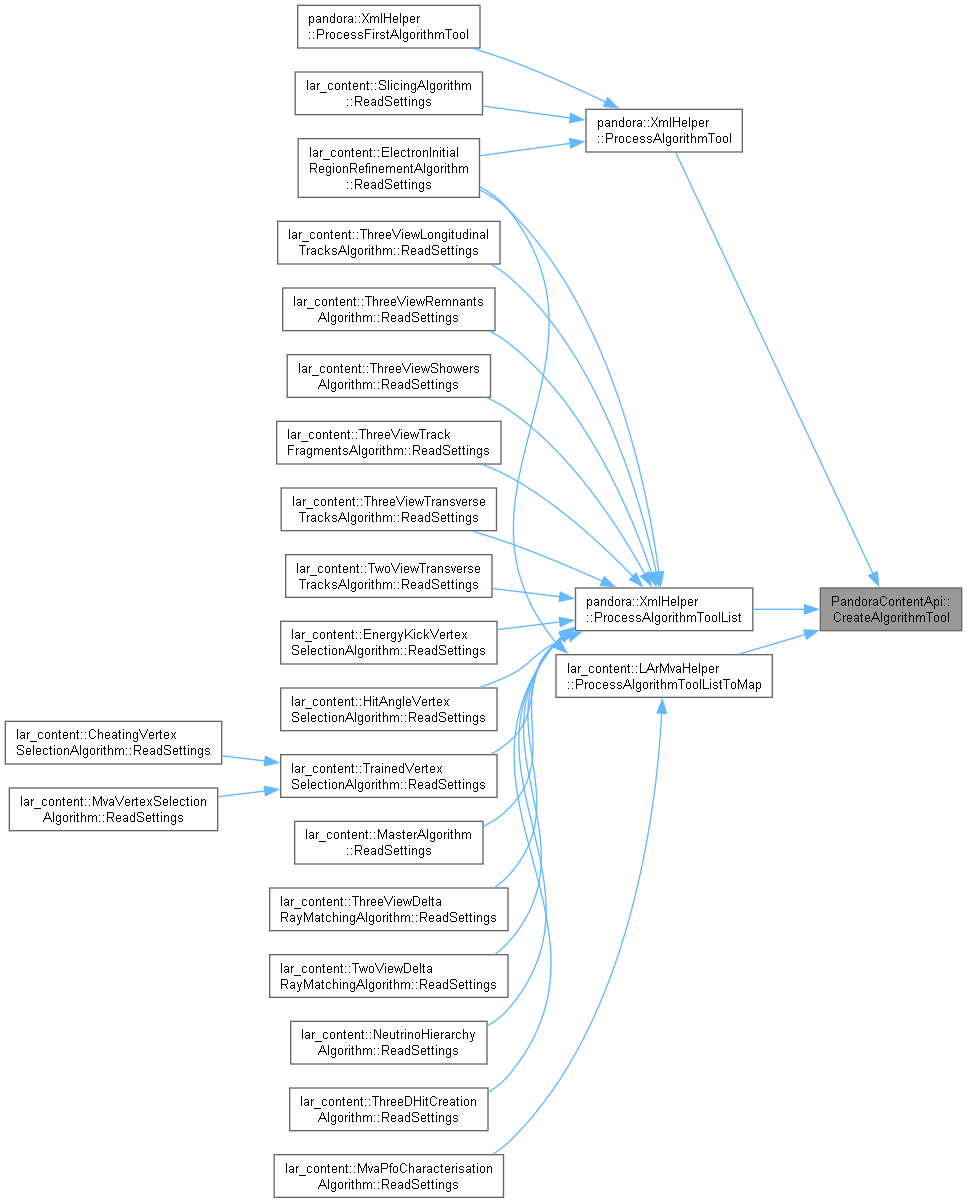 pandora::XmlHelper
::ProcessFirstAlgorithmTool
lar_content::SlicingAlgorithm
::ReadSettings
pandora::XmlHelper
::ProcessAlgorithmTool
lar_content::ElectronInitial
RegionRefinementAlgorithm
::ReadSettings
lar_content::ThreeViewLongitudinal
TracksAlgorithm::ReadSettings
lar_content::ThreeViewRemnants
Algorithm::ReadSettings
lar_content::ThreeViewShowers
Algorithm::ReadSettings
lar_content::ThreeViewTrack
FragmentsAlgorithm::ReadSettings
lar_content::ThreeViewTransverse
TracksAlgorithm::ReadSettings
lar_content::TwoViewTransverse
TracksAlgorithm::ReadSettings
pandora::XmlHelper
::ProcessAlgorithmToolList
PandoraContentApi::
CreateAlgorithmTool
lar_content::EnergyKickVertex
SelectionAlgorithm::ReadSettings
lar_content::LArMvaHelper
::ProcessAlgorithmToolListToMap
lar_content::HitAngleVertex
SelectionAlgorithm::ReadSettings
lar_content::CheatingVertex
SelectionAlgorithm::ReadSettings
lar_content::TrainedVertex
SelectionAlgorithm::ReadSettings
lar_content::MvaVertexSelection
Algorithm::ReadSettings
lar_content::MasterAlgorithm
::ReadSettings
lar_content::ThreeViewDelta
RayMatchingAlgorithm::ReadSettings
lar_content::TwoViewDelta
RayMatchingAlgorithm::ReadSettings
lar_content::NeutrinoHierarchy
Algorithm::ReadSettings
lar_content::ThreeDHitCreation
Algorithm::ReadSettings
lar_content::MvaPfoCharacterisation
Algorithm::ReadSettings